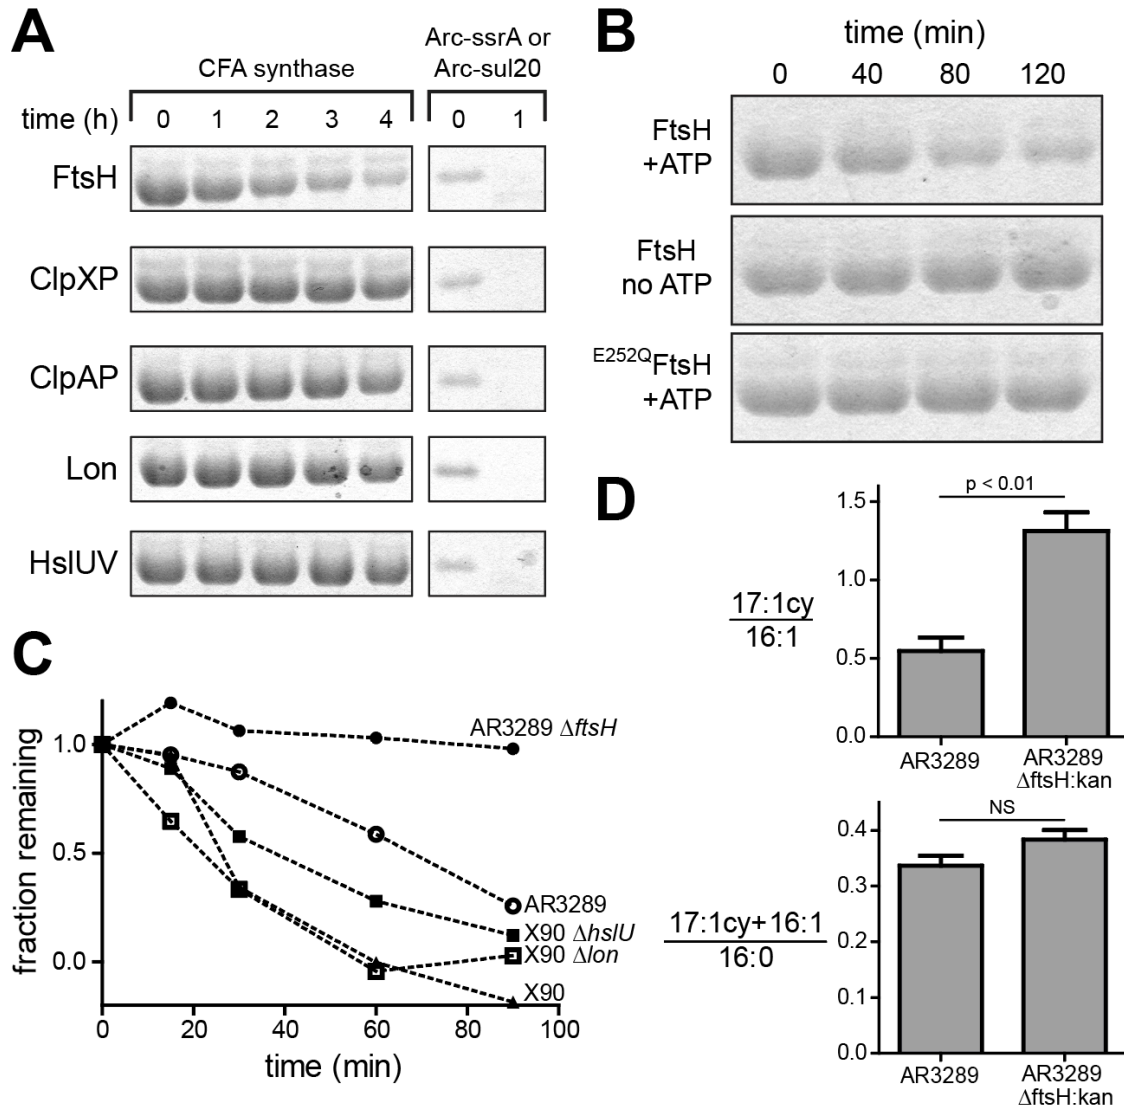 A
CFA synthase
Arc-ssrA or
Arc-sul20
time (h) 0 1 2 3 4 0 1
FtsH
ClpXP
ClpAP
Lon
HslUV
B
time (min)
0 40 80 120
FtsH
+ATP
FtsH
no ATP
E252QFtsH
+ATP
C
fraction remaining
1.0
0.5
0.0
AR3289 ΔftsH
AR3289
X90 ΔhslU
X90 Δlon
X90
0 20 40 60 80 100
time (min)
D
17:1cy
16:1
p < 0.01
1.5
1.0
0.5
0.0
AR3289
AR3289
ΔftsH:kan
17:1cy+16:1
16:0
NS
0.4
0.3
0.2
0.1
0.0
AR3289
AR3289
ΔftsH:kan